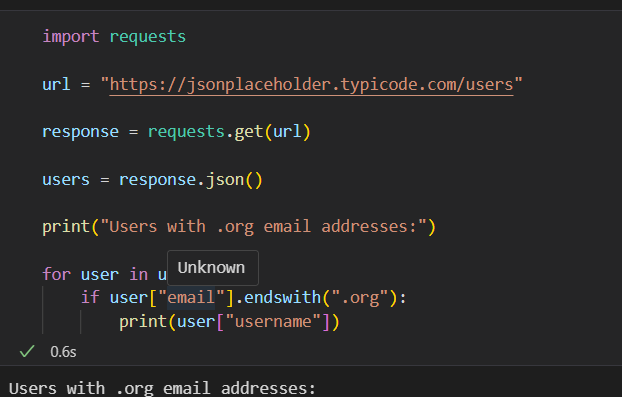 import requests
url = "https://jsonplaceholder.typicode.com/users"
response = requests.get(url)
users = response.json()
print("Users with .org email addresses:")
Unknown
for user in u
if user["email"].endswith(".org"):
print(user["username"])
0.6s
Users with .org email addresses: